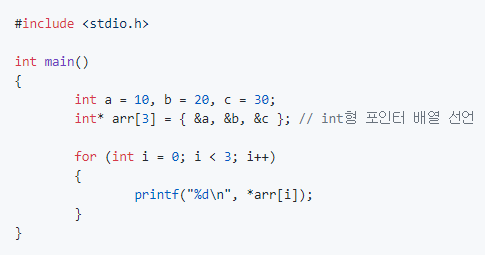 #include <stdio.h>

int main()
{
        int a = 10, b = 20, c = 30;
        int* arr[3] = { &a, &b, &c }; // int형 포인터 배열 선언

        for (int i = 0; i < 3; i++)
        {
                printf("%d\n", *arr[i]);
        }
}